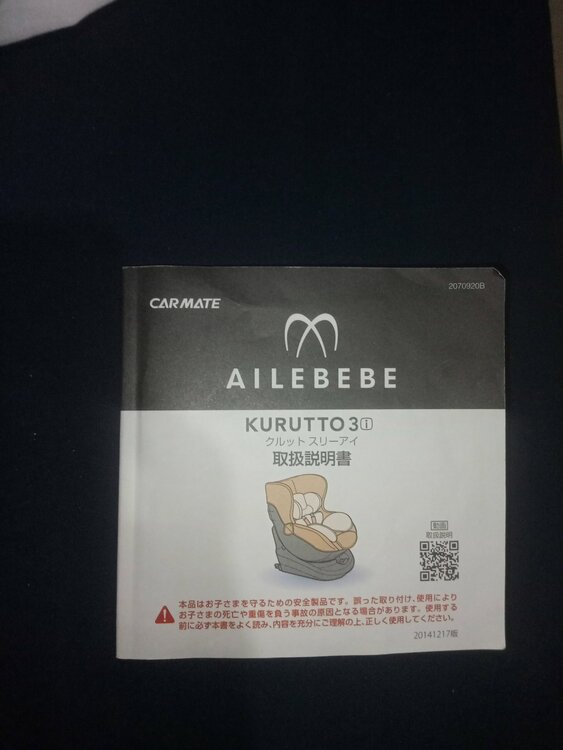 2070920B
CARMATE
AILEBEBE
KURUTTO 3i
クルット スリーアイ
取扱説明書
動画
取扱説明
本品はお子さまを守るための安全製品です。誤った取り付け、使用により
お子さまの死亡や重傷を負う事故の原因となる場合があります。使用する
前に必ず本書をよく読み、内容を充分にご理解の上、正しく使用してください。
20141217版